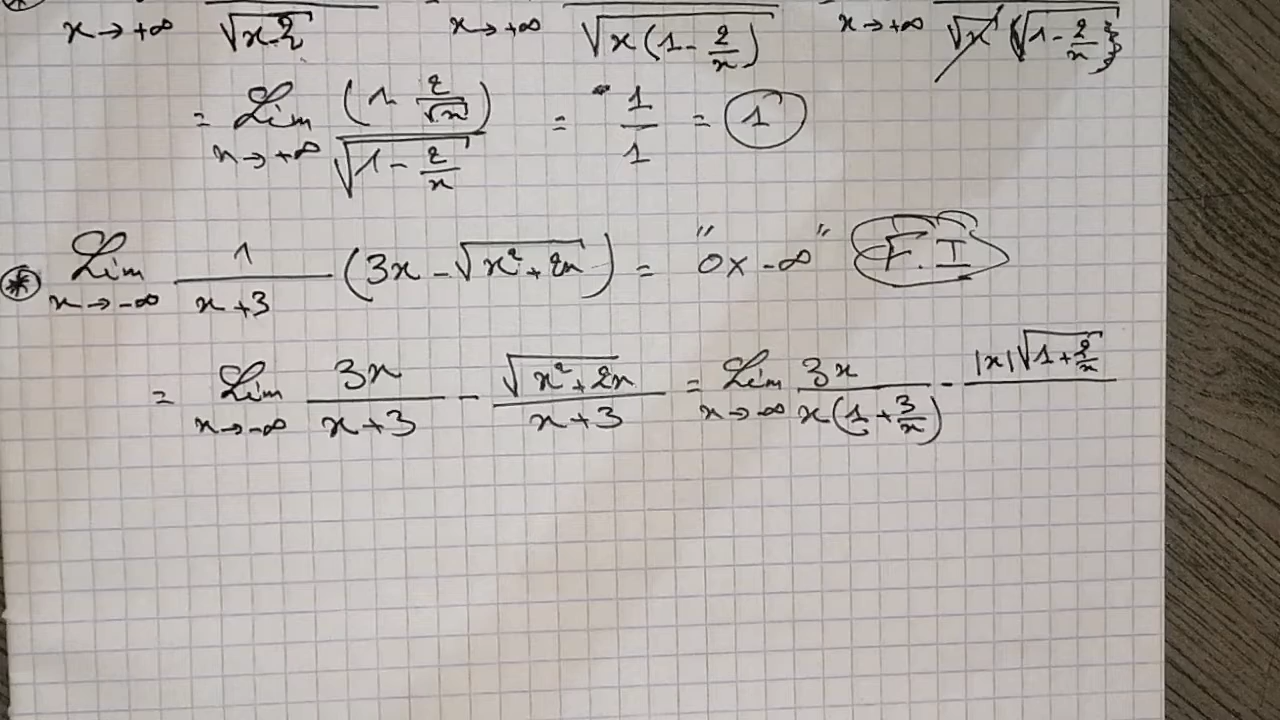 x→+∞ √x-2 x→+∞ √x(1-2/x) x→+∞ √x (√1-2/x)
= Lim x→+∞ (1-2/√x) / √1-2/x = 1/1 = 1
* Lim x→-∞ 1/(x+3) (3x-√x²+2x) = "0x-∞" F.I
= Lim x→-∞ 3x/(x+3) - √x²+2x/(x+3) = Lim x→-∞ 3x/x(1+3/x) - |x|√1+2/x